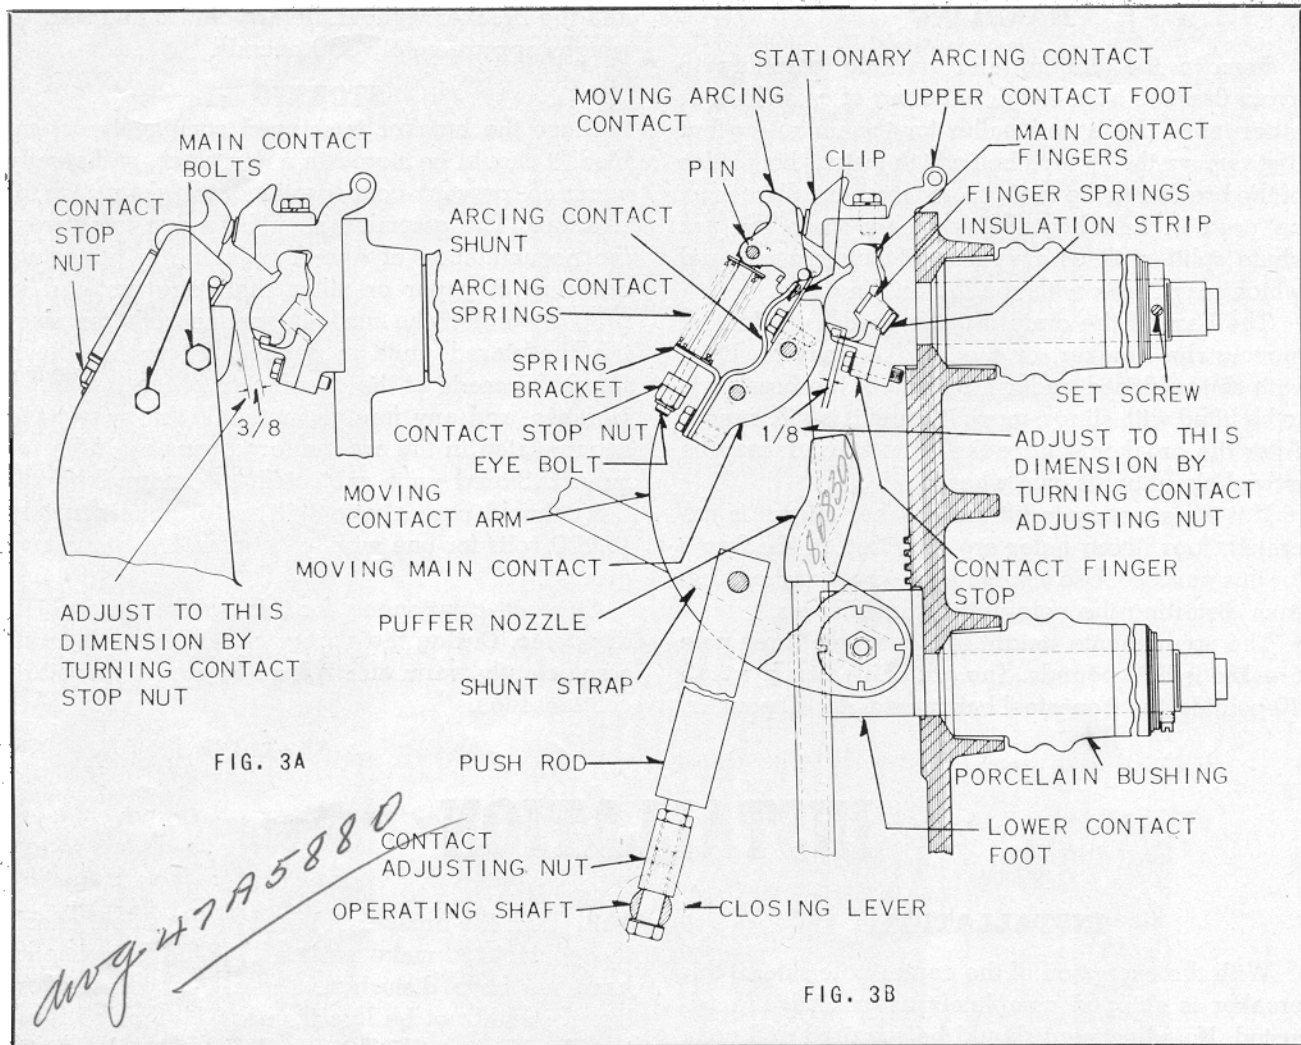 STATIONARY ARCING CONTACT
MOVING ARCING
CONTACT
UPPER CONTACT FOOT
MAIN CONTACT
FINGERS
CLIP
PIN
FINGER SPRINGS
INSULATION STRIP
MAIN CONTACT
BOLTS
CONTACT
STOP
NUT
ARCING CONTACT
SHUNT
ARCING CONTACT
SPRINGS
SPRING
BRACKET
SET SCREW
3/8
CONTACT STOP NUT
1/8
EYE BOLT
ADJUST TO THIS
DIMENSION BY
TURNING CONTACT
ADJUSTING NUT
MOVING
CONTACT ARM
MOVING MAIN CONTACT
CONTACT FINGER
STOP
ADJUST TO THIS
DIMENSION BY
TURNING CONTACT
STOP NUT
PUFFER NOZZLE
SHUNT STRAP
FIG. 3A
PUSH ROD
PORCELAIN BUSHING
CONTACT
ADJUSTING NUT
LOWER CONTACT
FOOT
OPERATING SHAFT
CLOSING LEVER
FIG. 3B
dwg 47A5880
INSTALLATION